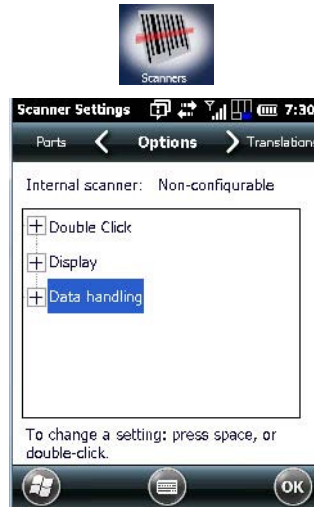 Scanners
Scanner Settings 7:30
Ports Options Translations
Internal scanner: Non-configurable
Double Click
Display
Data handling
To change a setting: press space, or
double-click.
OK